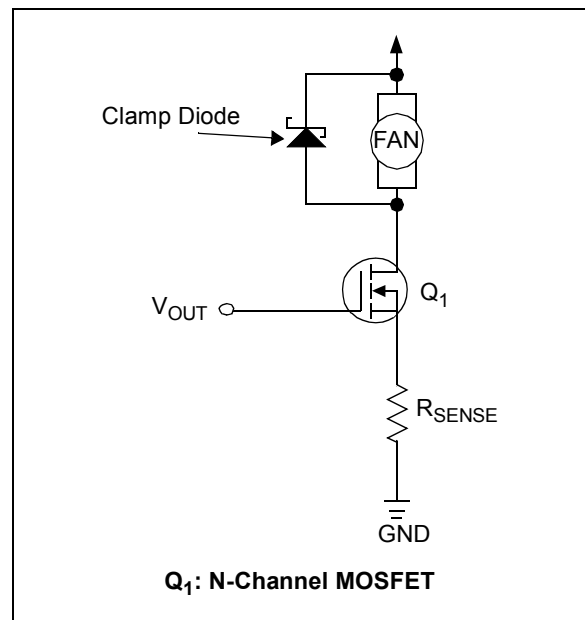 Clamp Diode
FAN
Q1
VOUT
RSENSE
GND
Q1: N-Channel MOSFET